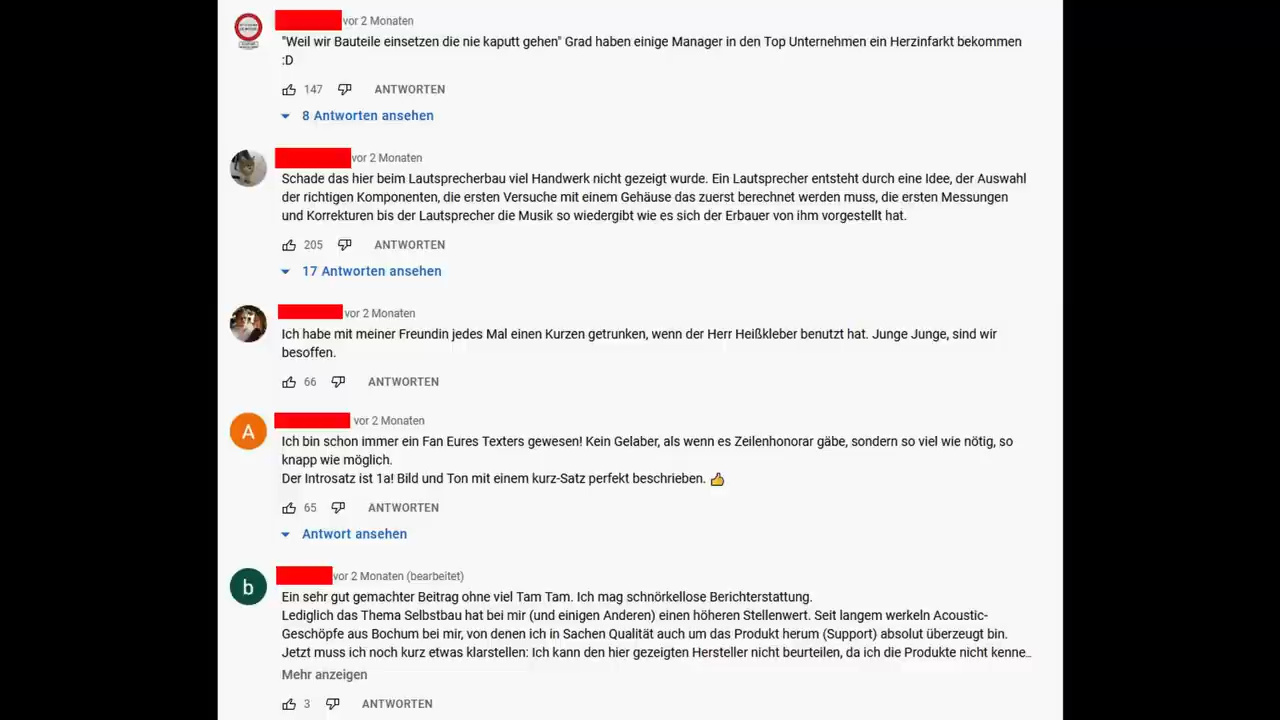 vor 2 Monaten
"Weil wir Bauteile einsetzen die nie kaputt gehen" Grad haben einige Manager in den Top Unternehmen ein Herzinfarkt bekommen
:D
147 ANTWORTEN
8 Antworten ansehen
vor 2 Monaten
Schade das hier beim Lautsprecherbau viel Handwerk nicht gezeigt wurde. Ein Lautsprecher entsteht durch eine Idee, der Auswahl
der richtigen Komponenten, die ersten Versuche mit einem Gehäuse das zuerst berechnet werden muss, die ersten Messungen
und Korrekturen bis der Lautsprecher die Musik so wiedergibt wie es sich der Erbauer von ihm vorgestellt hat.
205 ANTWORTEN
17 Antworten ansehen
vor 2 Monaten
Ich habe mit meiner Freundin jedes Mal einen Kurzen getrunken, wenn der Herr Heißkleber benutzt hat. Junge Junge, sind wir
besoffen.
66 ANTWORTEN
A
vor 2 Monaten
Ich bin schon immer ein Fan Eures Texters gewesen! Kein Gelaber, als wenn es Zeilenhonorar gäbe, sondern so viel wie nötig, so
knapp wie möglich.
Der Introsatz ist 1a! Bild und Ton mit einem kurz-Satz perfekt beschrieben. 👍
65 ANTWORTEN
Antwort ansehen
b
vor 2 Monaten (bearbeitet)
Ein sehr gut gemachter Beitrag ohne viel Tam Tam. Ich mag schnörkellose Berichterstattung.
Lediglich das Thema Selbstbau hat bei mir (und einigen Anderen) einen höheren Stellenwert. Seit langem werkeln Acoustic-
Geschöpfe aus Bochum bei mir, von denen ich in Sachen Qualität auch um das Produkt herum (Support) absolut überzeugt bin.
Jetzt muss ich noch kurz etwas klarstellen: Ich kann den hier gezeigten Hersteller nicht beurteilen, da ich die Produkte nicht kenne…
Mehr anzeigen
3 ANTWORTEN